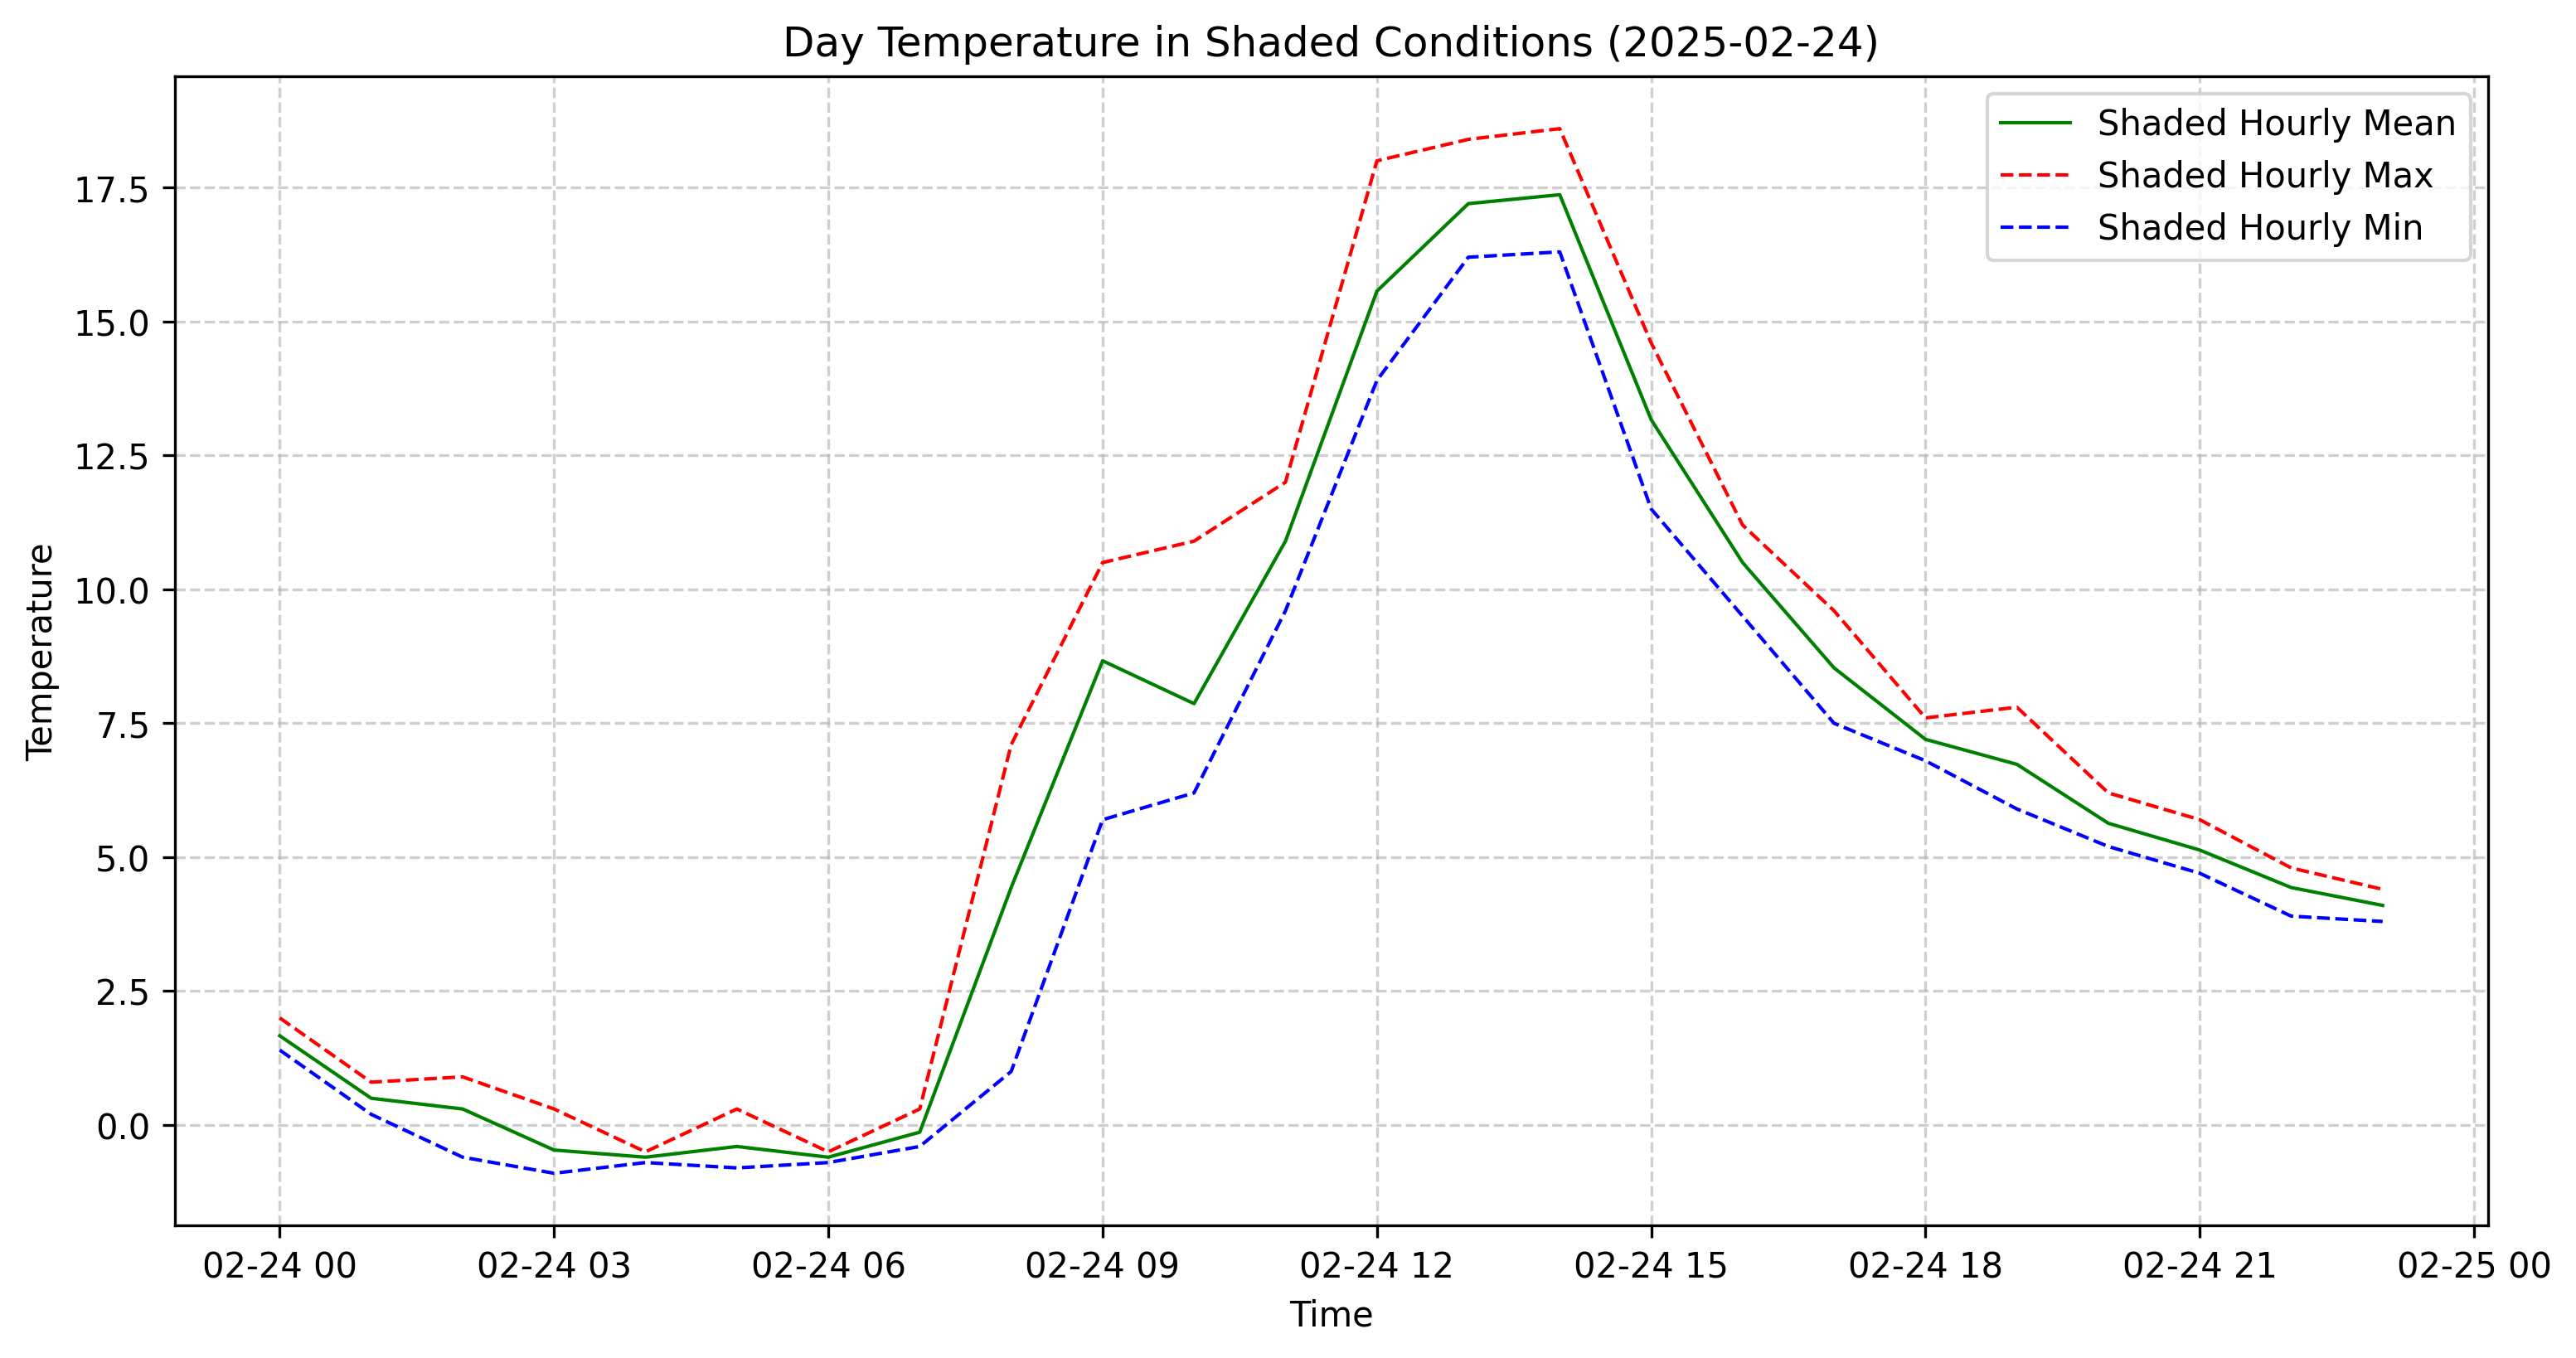 Day Temperature in Shaded Conditions (2025-02-24)
Shaded Hourly Mean
Shaded Hourly Max
Shaded Hourly Min
Temperature
17.5
15.0
12.5
10.0
7.5
5.0
2.5
0.0
02-24 00 02-24 03 02-24 06 02-24 09 02-24 12 02-24 15 02-24 18 02-24 21 02-25 00
Time